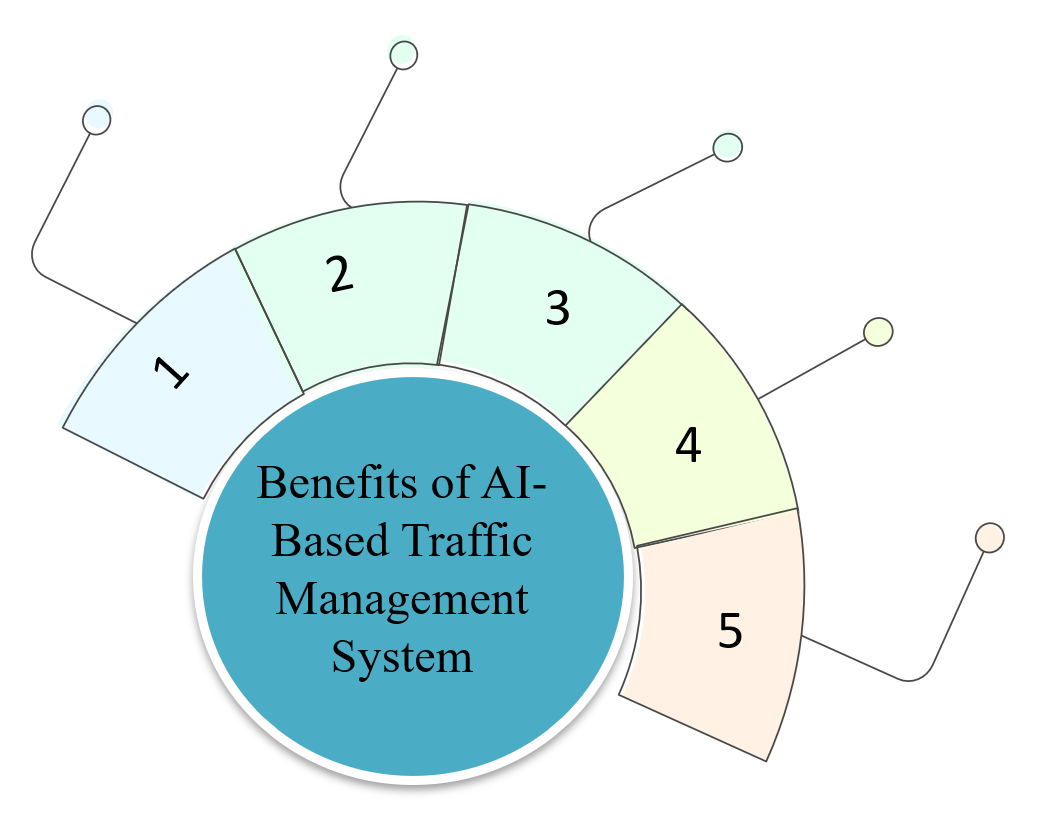 1
2
3
4
5
Benefits of AI-
Based Traffic
Management
System